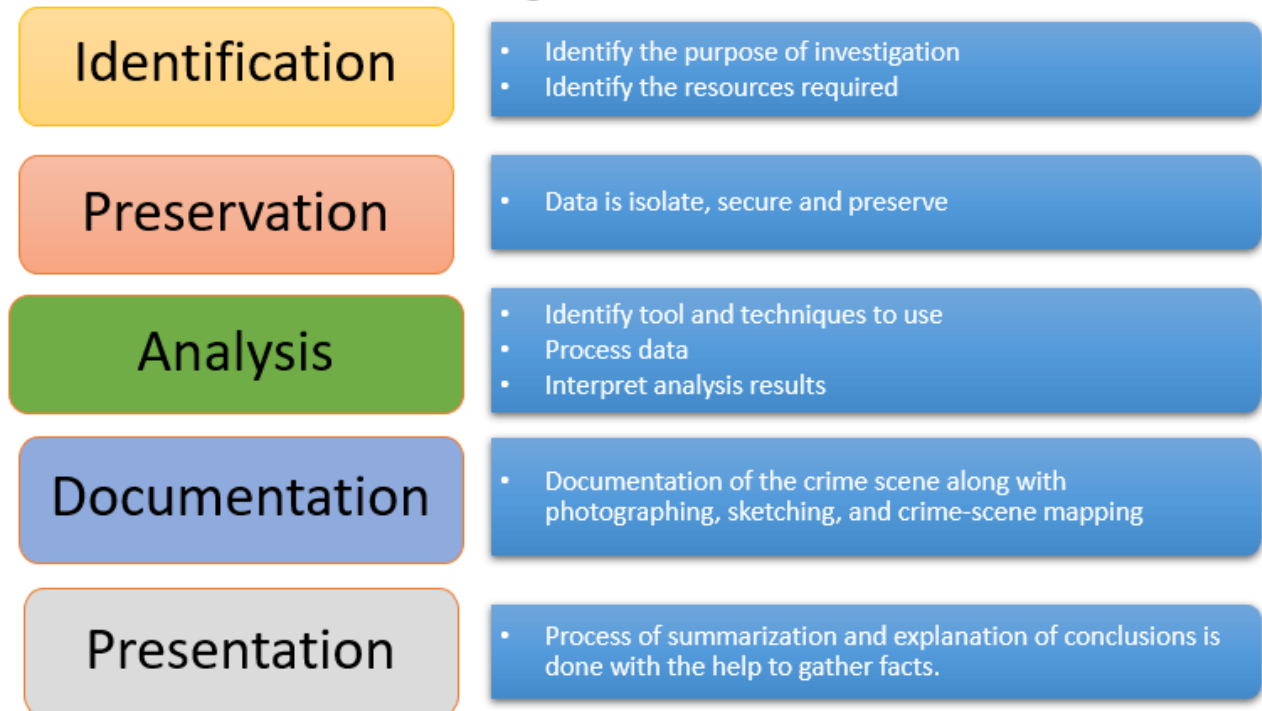 Identification
• Identify the purpose of investigation
• Identify the resources required
Preservation
• Data is isolate, secure and preserve
Analysis
• Identify tool and techniques to use
• Process data
• Interpret analysis results
Documentation
• Documentation of the crime scene along with
photographing, sketching, and crime-scene mapping
Presentation
• Process of summarization and explanation of conclusions is
done with the help to gather facts.